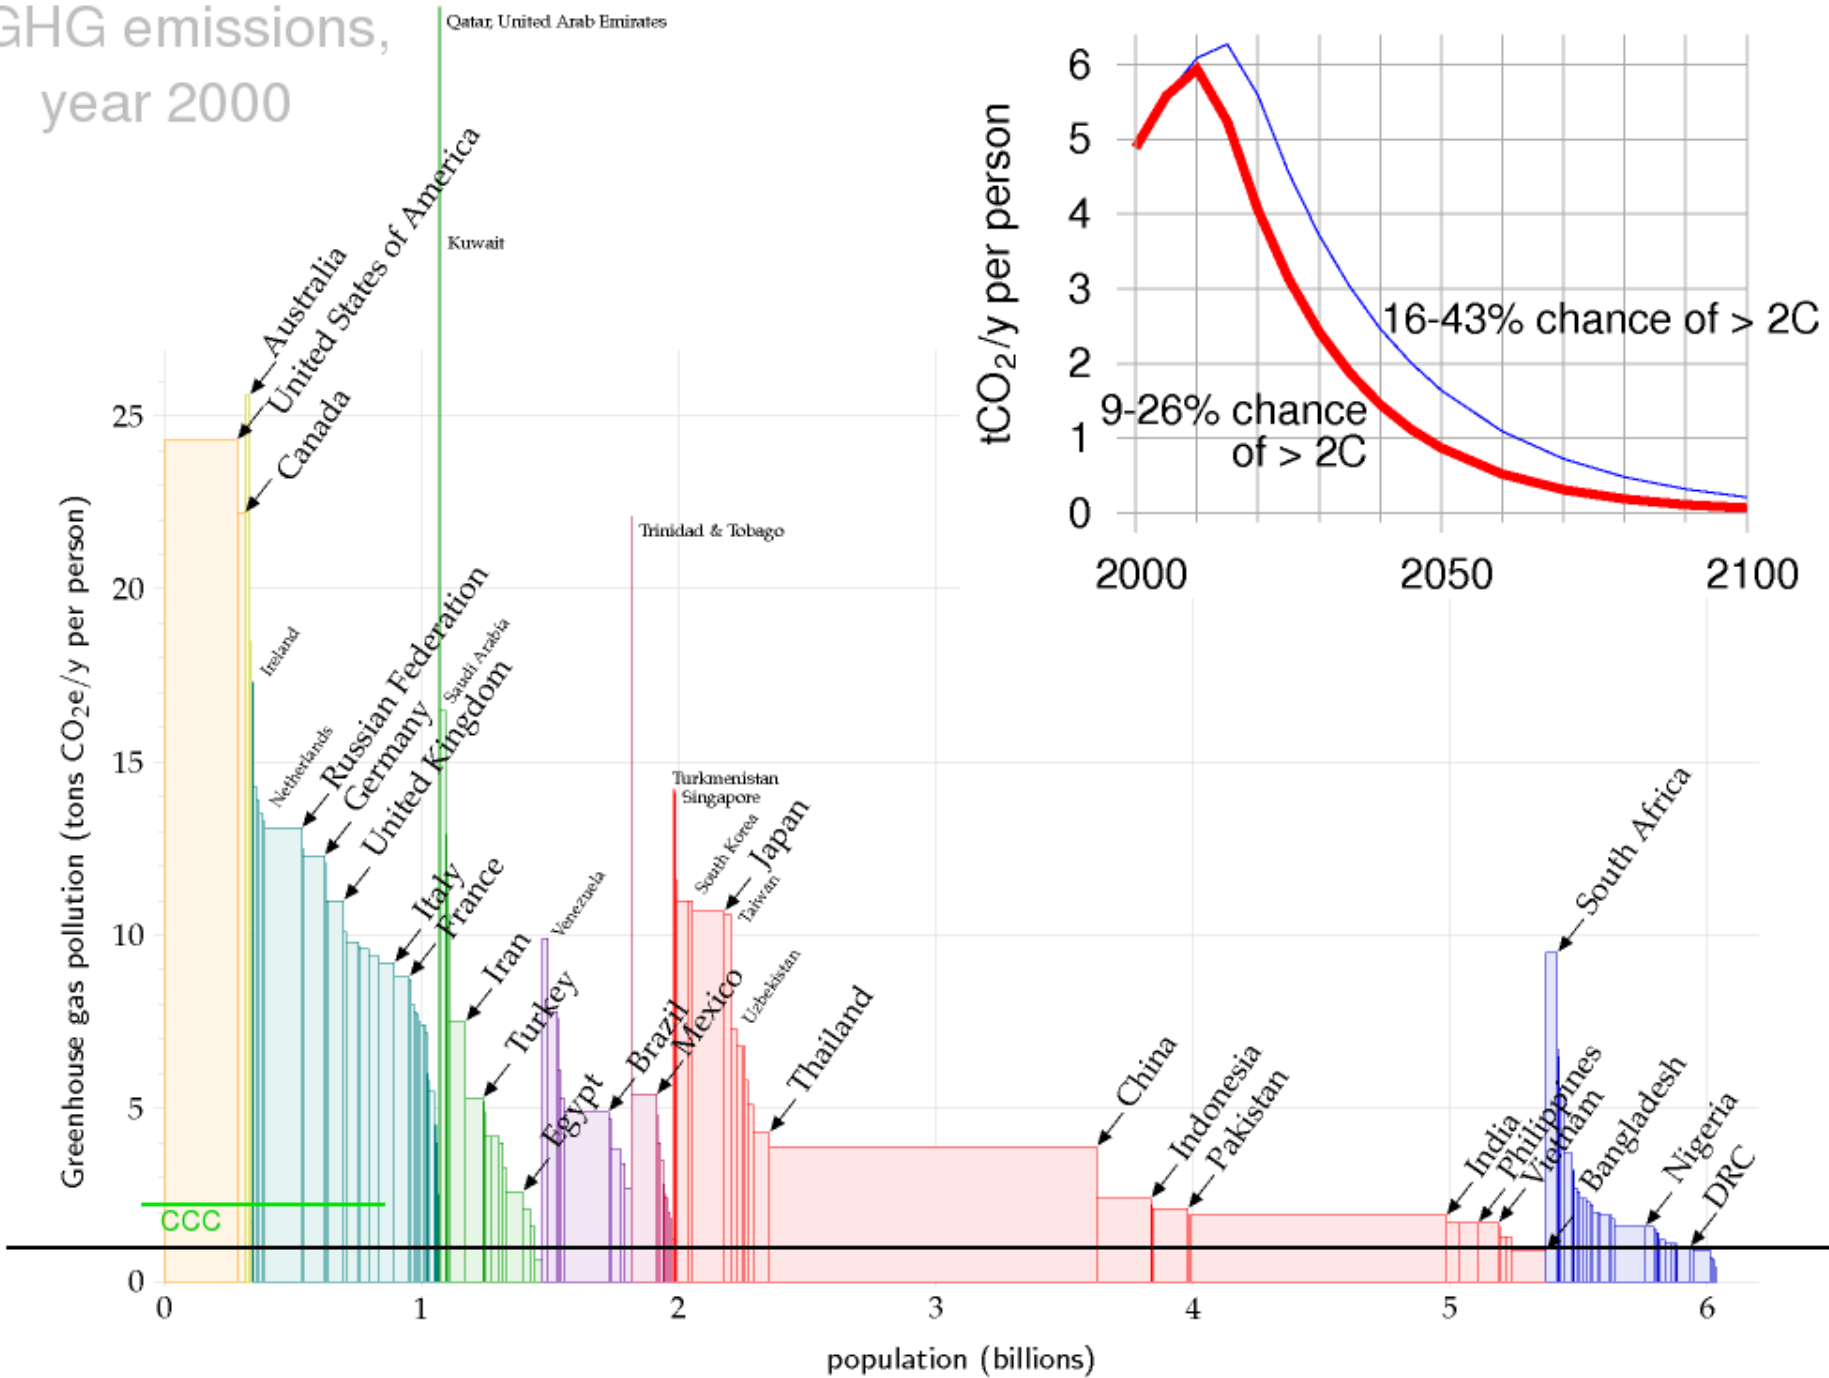 GHG emissions,
year 2000
Qatar, United Arab Emirates
Kuwait
Australia
United States of America
Canada
Ireland
Netherlands
Russian Federation
Germany
United Kingdom
Saudi Arabia
Italy
France
Iran
Turkey
Egypt
Venezuela
Brazil
Mexico
Trinidad & Tobago
Turkmenistan
Singapore
South Korea
Japan
Taiwan
Uzbekistan
Thailand
China
Indonesia
Pakistan
India
Philippines
Vietnam
South Africa
Bangladesh
Nigeria
DRC
CCC
Greenhouse gas pollution (tons CO₂e/y per person)
25
20
15
10
5
0
0 1 2 3 4 5 6
population (billions)
tCO₂/y per person
6
5
4
3
2
1
0
2000 2050 2100
16-43% chance of > 2C
9-26% chance
of > 2C